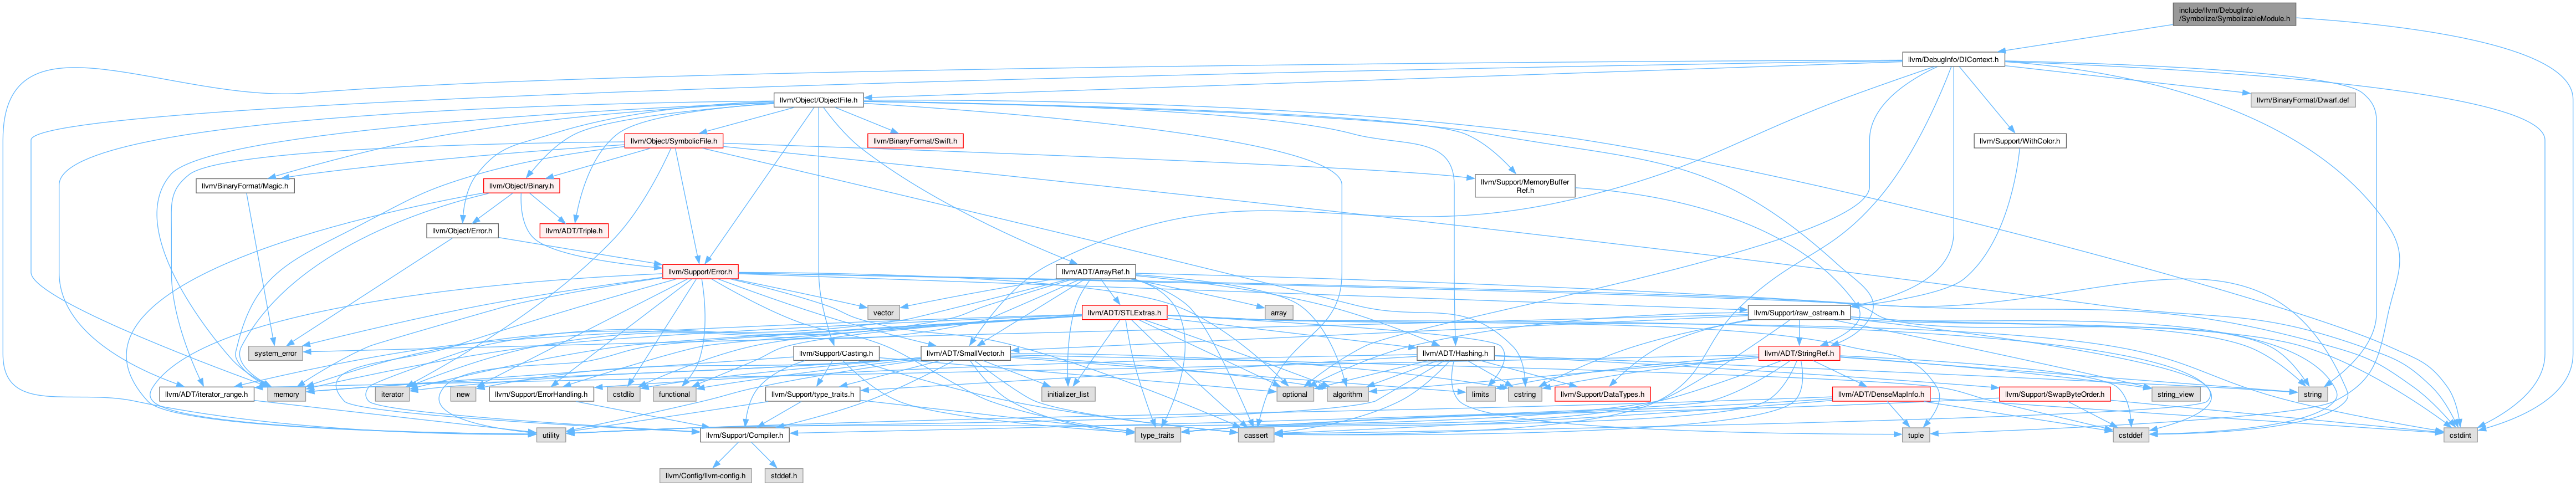 include/llvm/DebugInfo
/Symbolize/SymbolizableModule.h
llvm/DebugInfo/DIContext.h
llvm/Object/ObjectFile.h
llvm/BinaryFormat/Dwarf.def
llvm/Object/SymbolicFile.h
llvm/BinaryFormat/Swift.h
llvm/Support/WithColor.h
llvm/BinaryFormat/Magic.h
llvm/Object/Binary.h
llvm/Support/MemoryBuffer
Ref.h
llvm/Object/Error.h
llvm/ADT/Triple.h
llvm/Support/Error.h
llvm/ADT/ArrayRef.h
vector
llvm/ADT/STLExtras.h
array
llvm/Support/raw_ostream.h
system_error
llvm/Support/Casting.h
llvm/ADT/SmallVector.h
llvm/ADT/Hashing.h
llvm/ADT/StringRef.h
llvm/ADT/iterator_range.h
memory
iterator
new
llvm/Support/ErrorHandling.h
cstdlib
functional
llvm/Support/type_traits.h
initializer_list
optional
algorithm
limits
cstring
llvm/Support/DataTypes.h
llvm/ADT/DenseMapInfo.h
llvm/Support/SwapByteOrder.h
string_view
string
utility
llvm/Support/Compiler.h
type_traits
cassert
tuple
cstddef
cstdint
llvm/Config/llvm-config.h
stddef.h